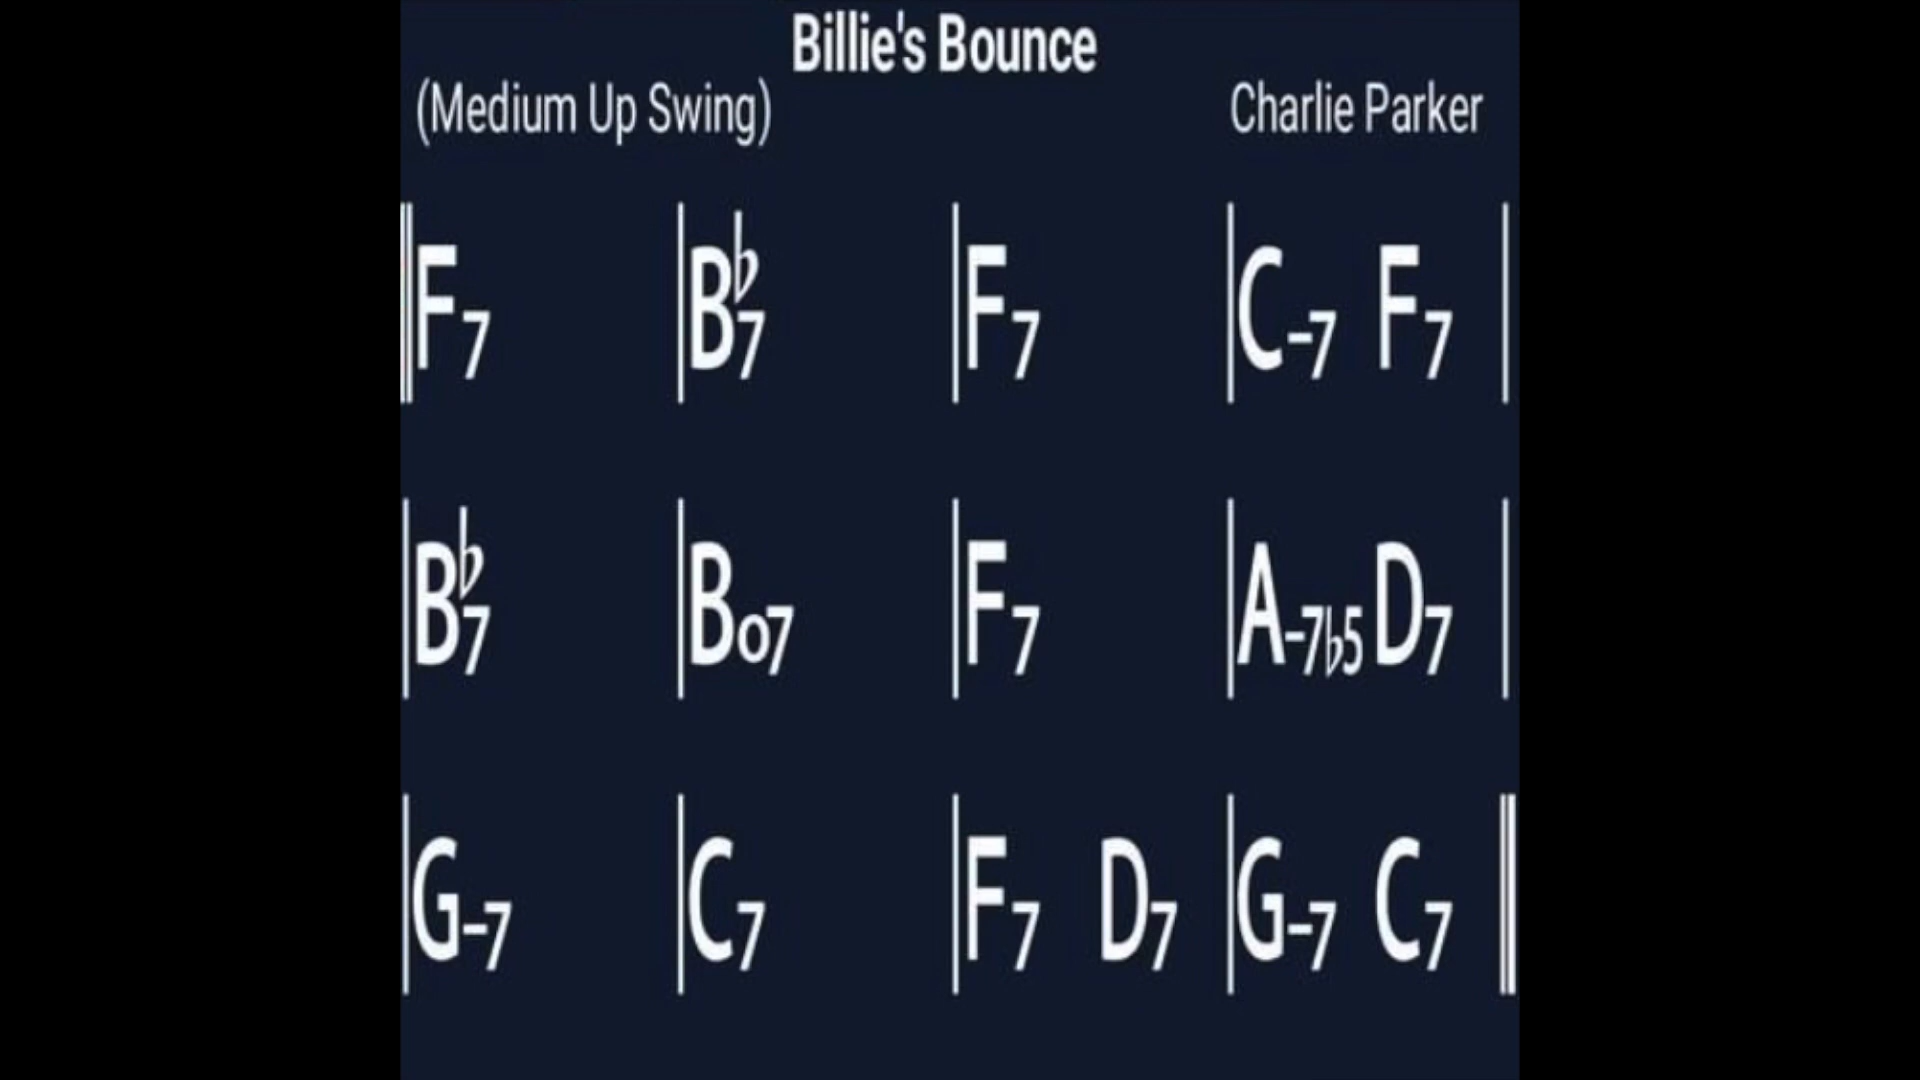 Billie's Bounce
(Medium Up Swing) Charlie Parker
F7 B♭7 F7 C-7 F7
B♭7 Bo7 F7 A-7♭5 D7
G-7 C7 F7 D7 G-7 C7